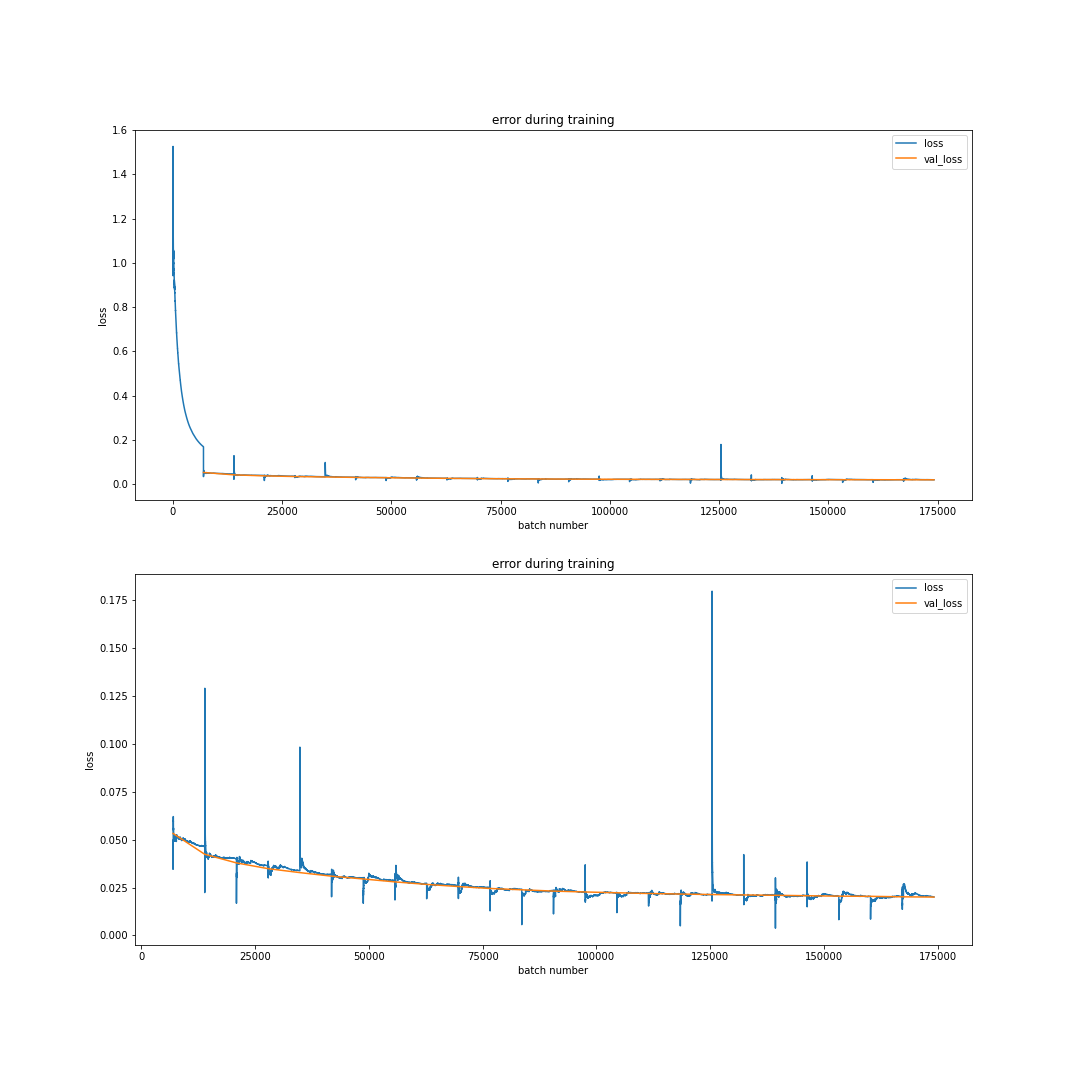 error during training
1.6
1.4
1.2
1.0
0.8
0.6
0.4
0.2
0.0
loss
loss
val_loss
0 25000 50000 75000 100000 125000 150000 175000
batch number
error during training
0.175
0.150
0.125
0.100
0.075
0.050
0.025
0.000
loss
loss
val_loss
0 25000 50000 75000 100000 125000 150000 175000
batch number